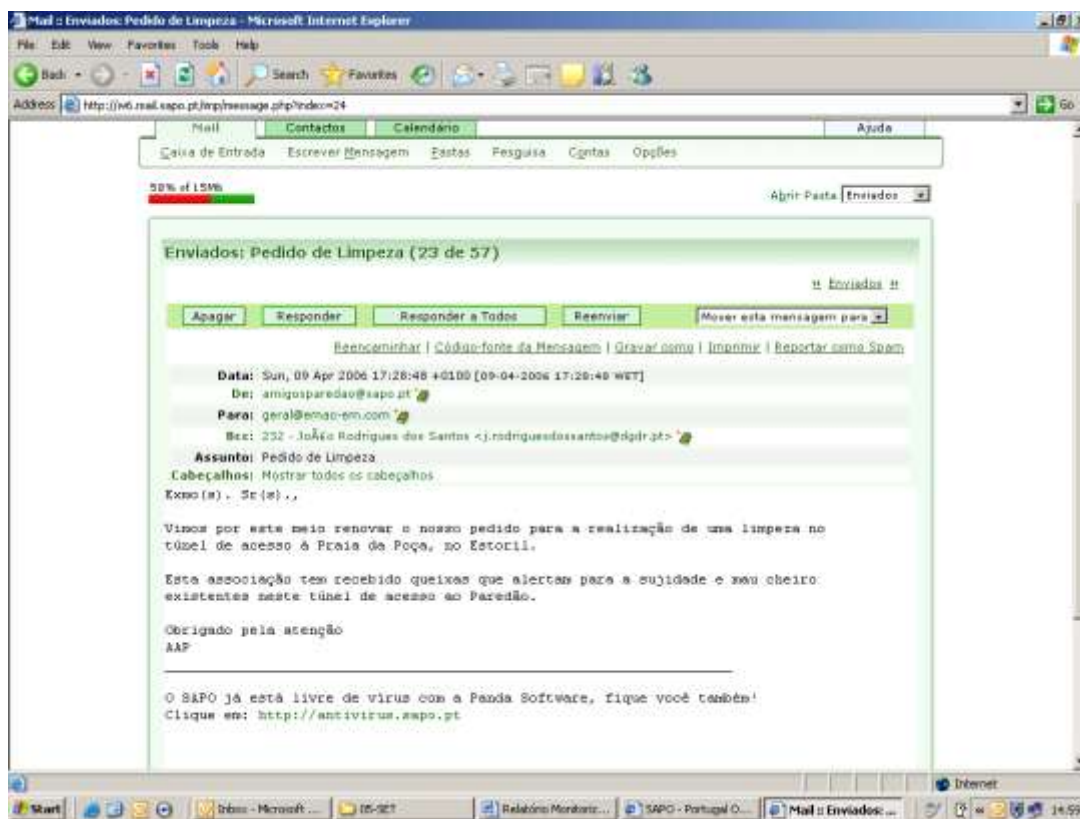 Mail :: Enviados: Pedido de Limpeza - Microsoft Internet Explorer
File Edit View Favorites Tools Help
Back Search Favorites
Address http://w6.mail.sapo.pt/imp/message.php?index=24 Go
Mail Contactos Calendário Ajuda
Caixa de Entrada Escrever Mensagem Pastas Pesquisa Contas Opções
50% of 15Mb
Abrir Pasta Enviados
Enviados: Pedido de Limpeza (23 de 57)
Enviados
Apagar Responder Responder a Todos Reenviar Mover esta mensagem para
Reencaminhar | Código-fonte da Mensagem | Gravar como | Imprimir | Reportar como Spam
Data: Sun, 09 Apr 2006 17:28:48 +0100 [09-04-2006 17:28:48 WET]
De: amigosparedao@sapo.pt
Para: geral@emac-em.com
Bcc: 232 - JoÃ£o Rodrigues dos Santos <j.rodriguesdossantos@dgdr.pt>
Assunto: Pedido de Limpeza
Cabeçalhos: Mostrar todos os cabeçalhos
Exmo(s). Sr(s).,
Vimos por este meio renovar o nosso pedido para a realização de uma limpeza no
túnel de acesso à Praia da Poça, no Estoril.
Esta associação tem recebido queixas que alertam para a sujidade e mau cheiro
existentes neste túnel de acesso ao Paredão.
Obrigado pela atenção
AAP
O SAPO já está livre de vírus com a Panda Software, fique você também!
Clique em: http://antivirus.sapo.pt
Internet
Start Inbox - Microsoft ... 05-SET Relatório Monitoriz... SAPO - Portugal O... Mail :: Enviados: ... 14:55